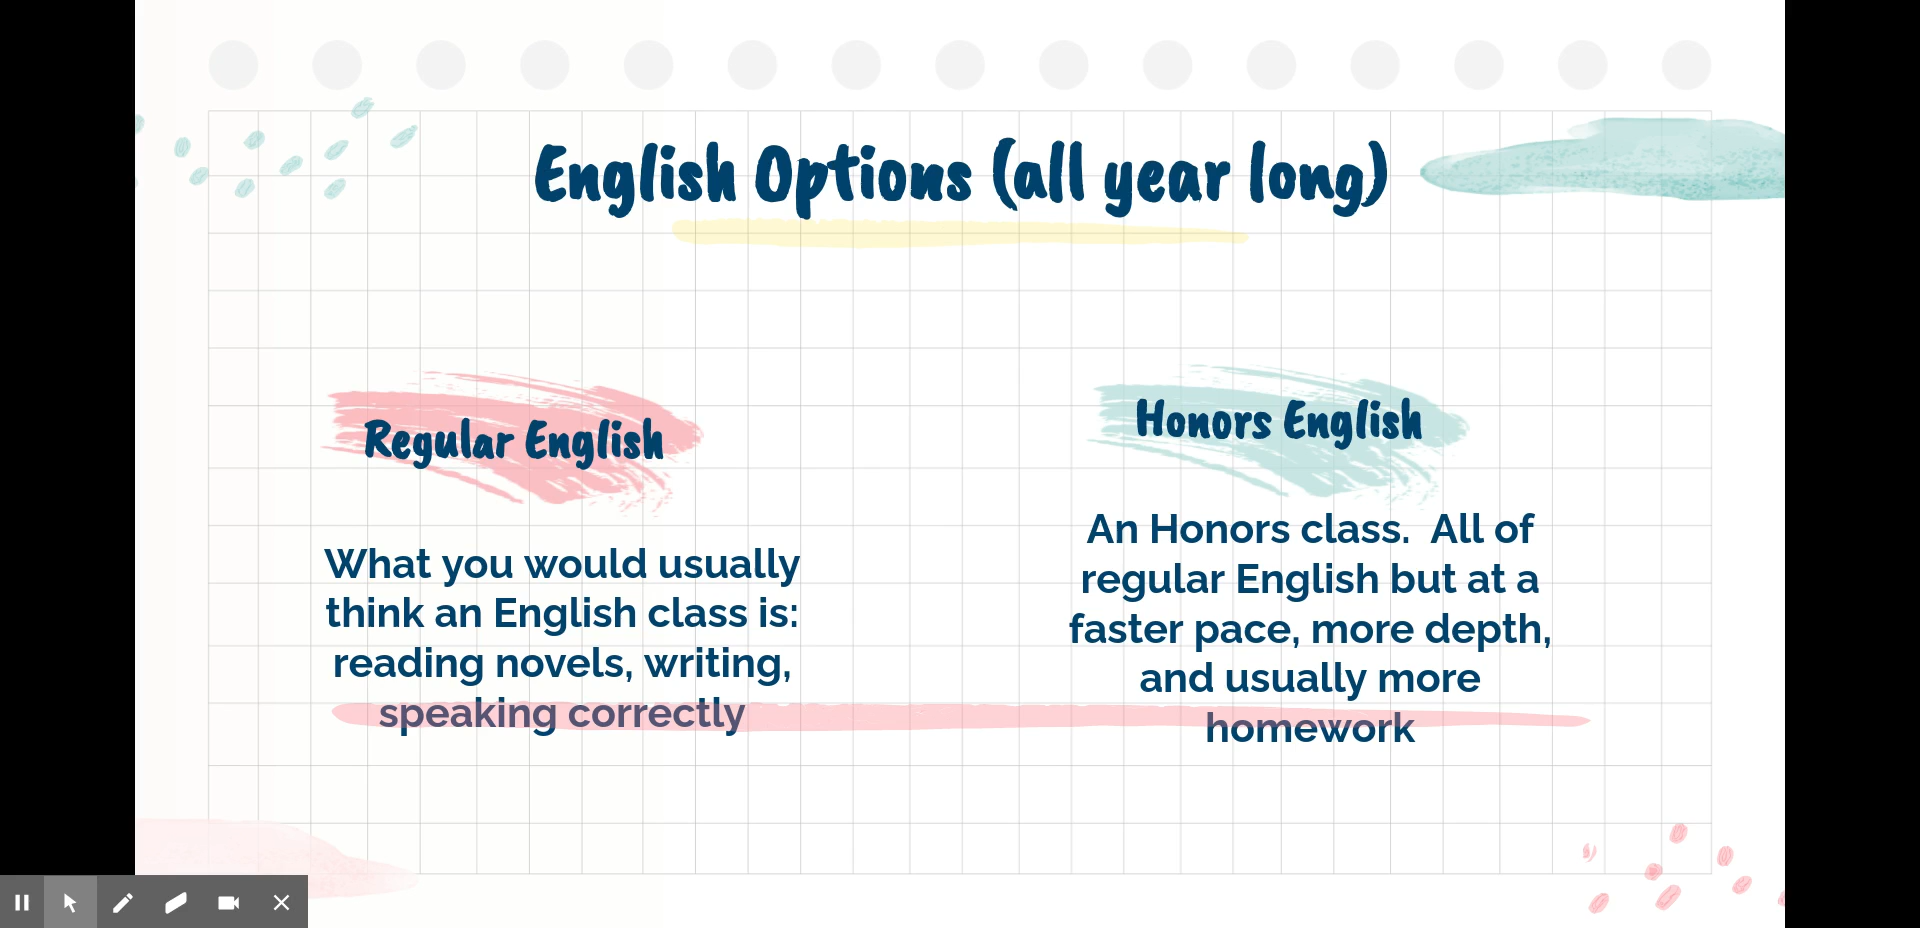 English Options (all year long)
Regular English
What you would usually
think an English class is:
reading novels, writing,
speaking correctly
Honors English
An Honors class.  All of
regular English but at a
faster pace, more depth,
and usually more
homework